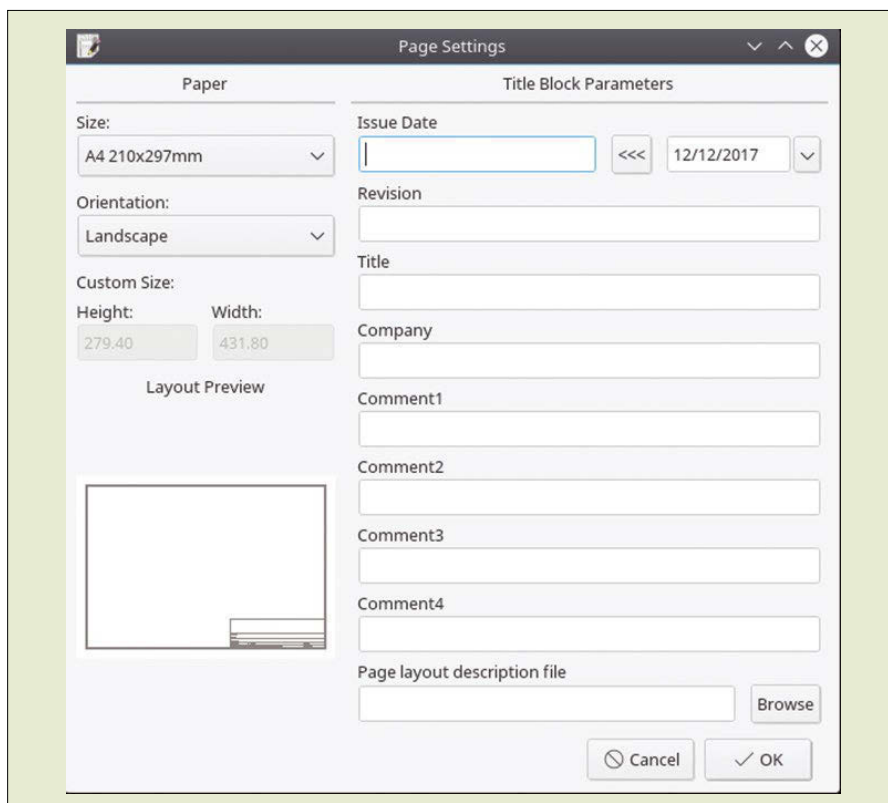 Page Settings
Paper
Size:
A4 210x297mm
Orientation:
Landscape
Custom Size:
Height: Width:
279.40 431.80
Layout Preview
Title Block Parameters
Issue Date
<<< 12/12/2017
Revision
Title
Company
Comment1
Comment2
Comment3
Comment4
Page layout description file
Browse
Cancel OK